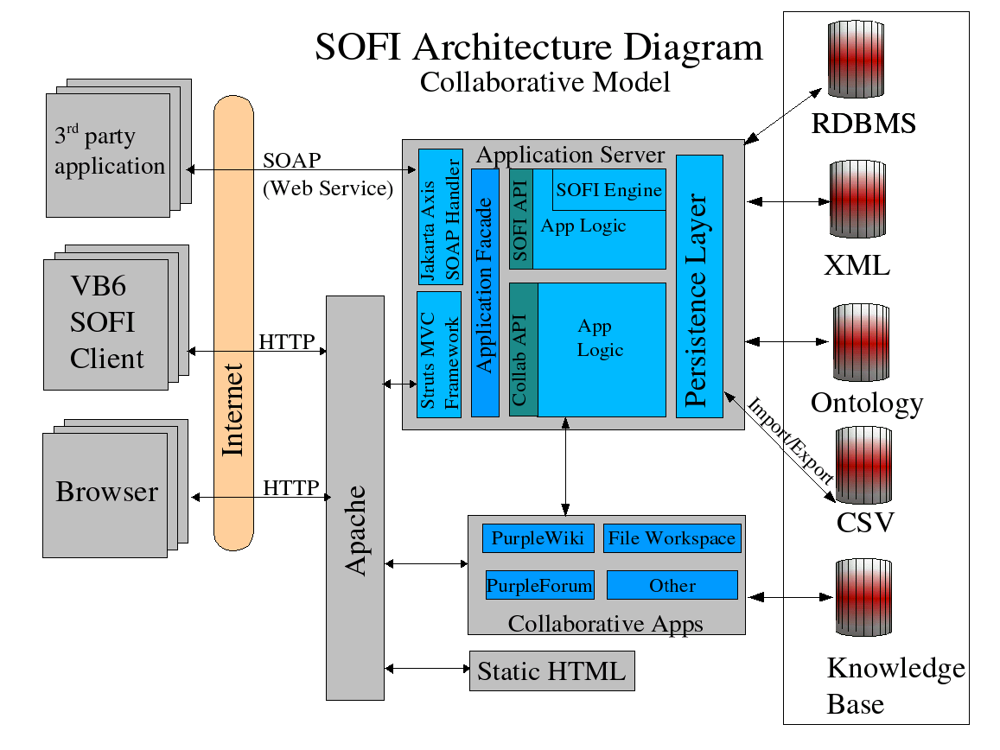 SOFI Architecture Diagram
Collaborative Model
3rd party
application
VB6
SOFI
Client
Browser
Internet
SOAP
(Web Service)
HTTP
HTTP
Apache
Application Server
Jakarta Axis
SOAP Handler
Struts MVC
Framework
Application Facade
SOFI API
SOFI Engine
App Logic
Collab API
App
Logic
Persistence Layer
PurpleWiki
File Workspace
PurpleForum
Other
Collaborative Apps
Static HTML
Import/Export
RDBMS
XML
Ontology
CSV
Knowledge
Base